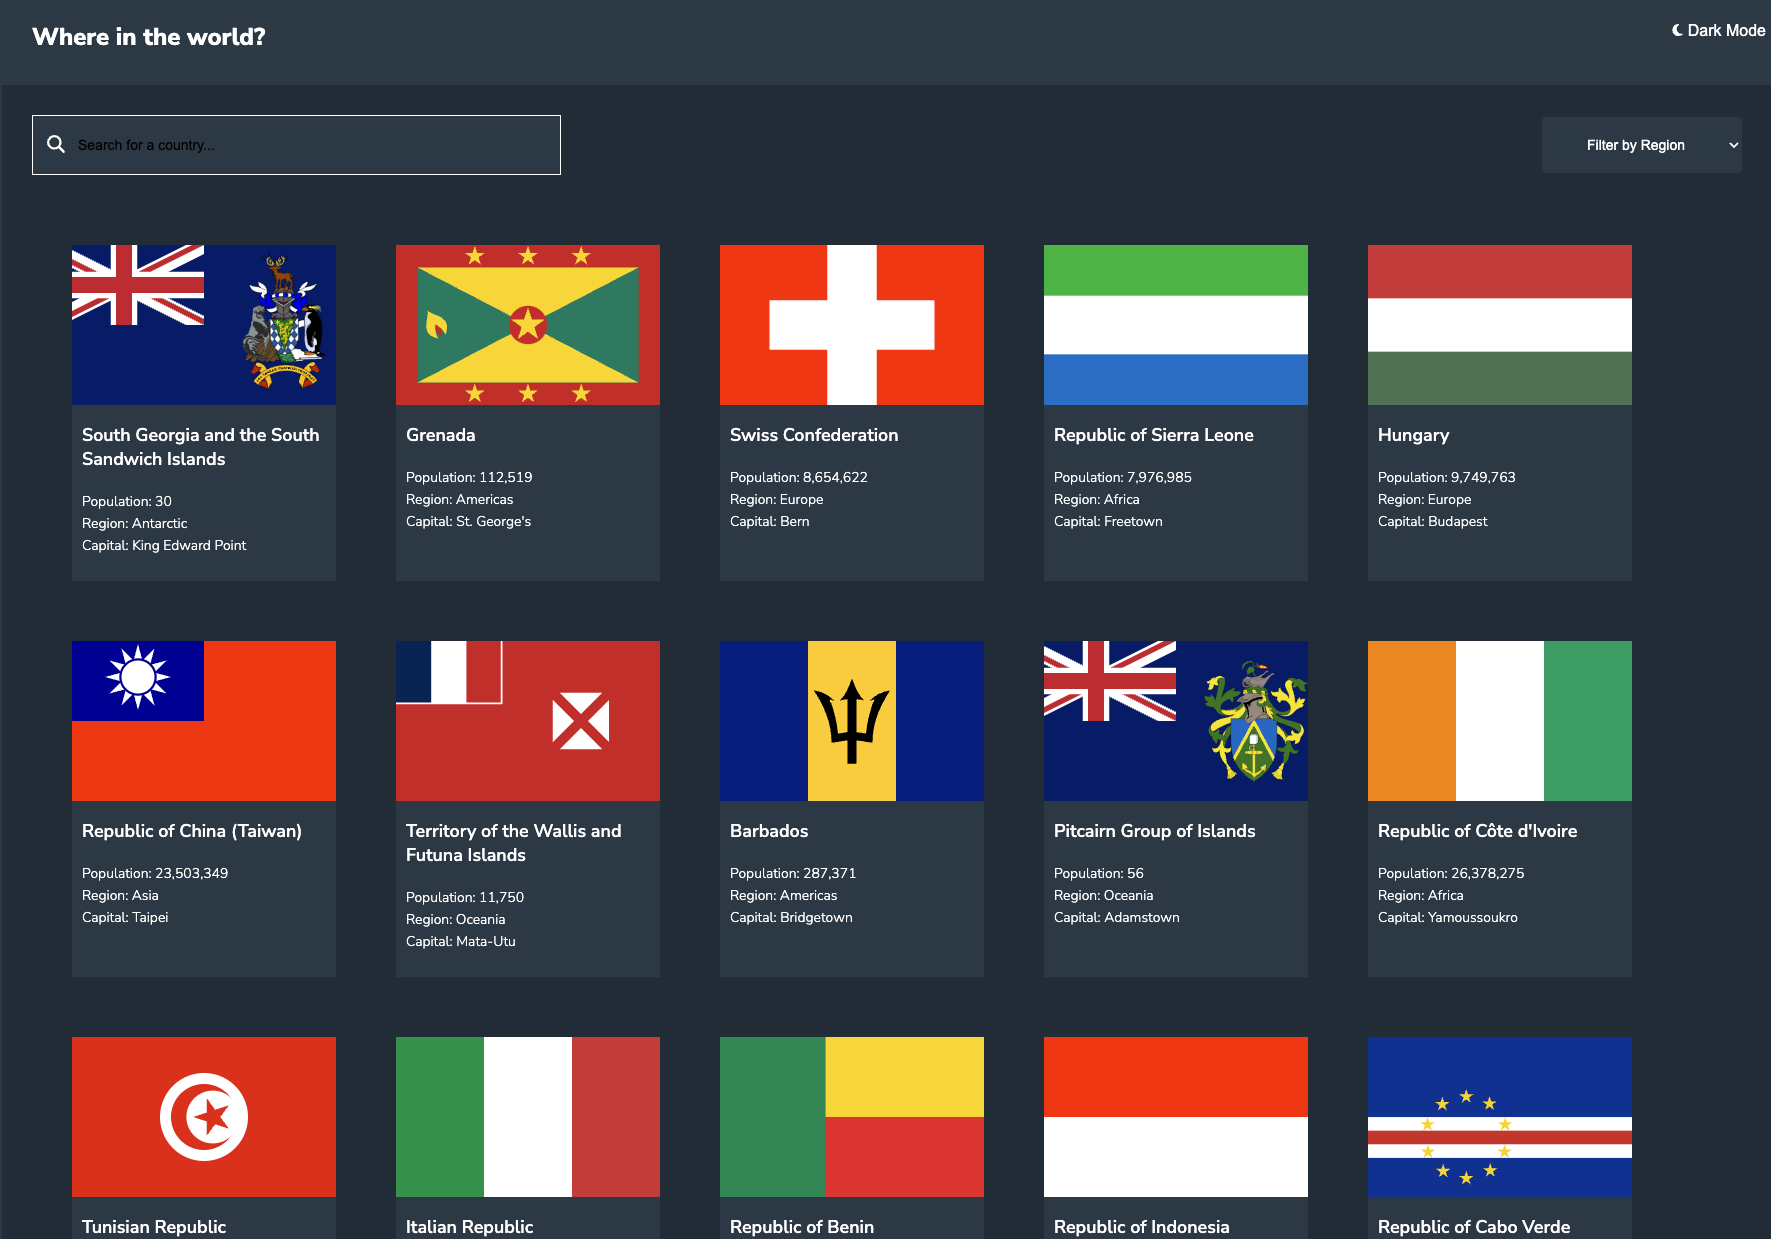 Where in the world?
Dark Mode
Search for a country...
Filter by Region
South Georgia and the South
Sandwich Islands
Population: 30
Region: Antarctic
Capital: King Edward Point
Grenada
Population: 112,519
Region: Americas
Capital: St. George's
Swiss Confederation
Population: 8,654,622
Region: Europe
Capital: Bern
Republic of Sierra Leone
Population: 7,976,985
Region: Africa
Capital: Freetown
Hungary
Population: 9,749,763
Region: Europe
Capital: Budapest
Republic of China (Taiwan)
Population: 23,503,349
Region: Asia
Capital: Taipei
Territory of the Wallis and
Futuna Islands
Population: 11,750
Region: Oceania
Capital: Mata-Utu
Barbados
Population: 287,371
Region: Americas
Capital: Bridgetown
Pitcairn Group of Islands
Population: 56
Region: Oceania
Capital: Adamstown
Republic of Côte d'Ivoire
Population: 26,378,275
Region: Africa
Capital: Yamoussoukro
Tunisian Republic
Italian Republic
Republic of Benin
Republic of Indonesia
Republic of Cabo Verde